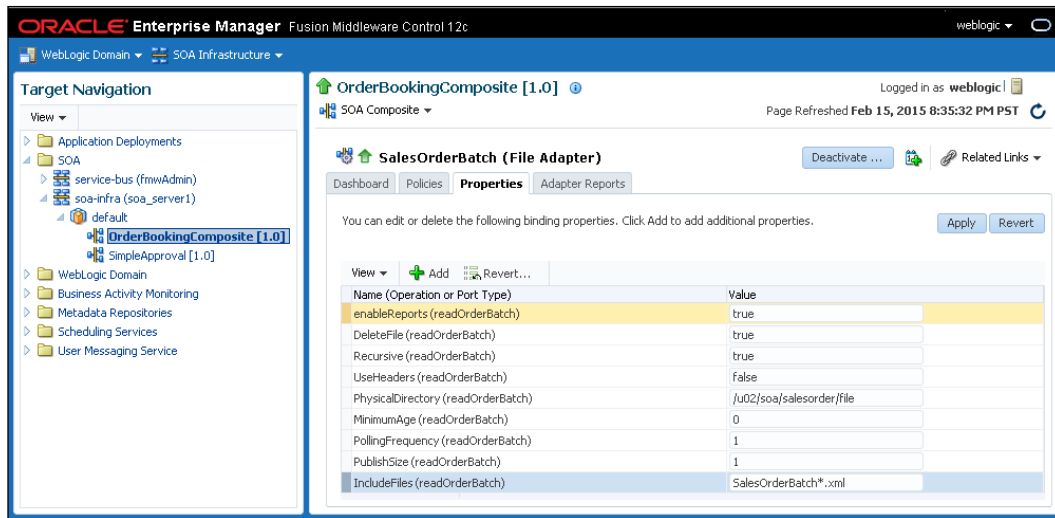 ORACLE Enterprise Manager Fusion Middleware Control 12c
weblogic
WebLogic Domain SOA Infrastructure
Target Navigation
View
Application Deployments
SOA
service-bus (fmwAdmin)
soa-infra (soa_server1)
default
OrderBookingComposite [1.0]
SimpleApproval [1.0]
WebLogic Domain
Business Activity Monitoring
Metadata Repositories
Scheduling Services
User Messaging Service
OrderBookingComposite [1.0]
Logged in as weblogic
SOA Composite
Page Refreshed Feb 15, 2015 8:35:32 PM PST
SalesOrderBatch (File Adapter)
Deactivate ...
Related Links
Dashboard Policies Properties Adapter Reports
You can edit or delete the following binding properties. Click Add to add additional properties.
Apply Revert
View Add Revert...
Name (Operation or Port Type) Value
enableReports (readOrderBatch) true
DeleteFile (readOrderBatch) true
Recursive (readOrderBatch) true
UseHeaders (readOrderBatch) false
PhysicalDirectory (readOrderBatch) /u02/soa/salesorder/file
MinimumAge (readOrderBatch) 0
PollingFrequency (readOrderBatch) 1
PublishSize (readOrderBatch) 1
IncludeFiles (readOrderBatch) SalesOrderBatch*.xml